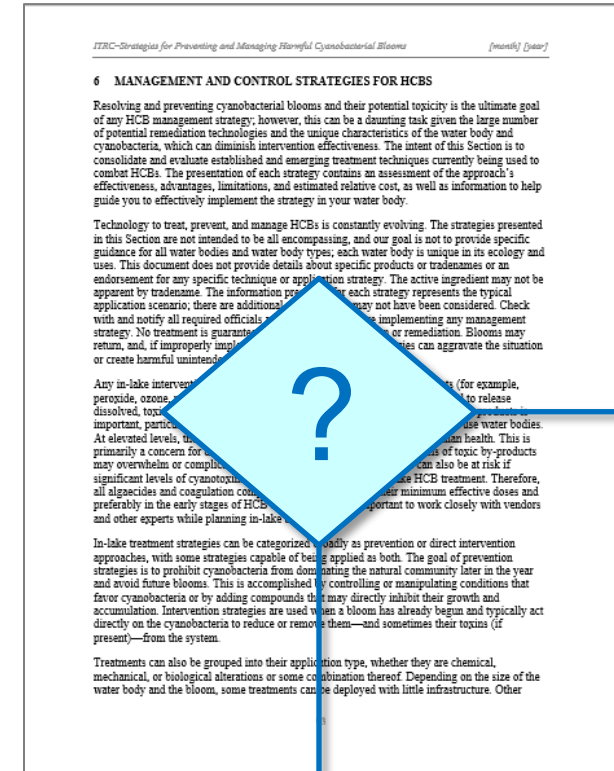 ITRC–Strategies for Preventing and Managing Harmful Cyanobacterial Blooms [month] [year]
6 MANAGEMENT AND CONTROL STRATEGIES FOR HCBS
Resolving and preventing cyanobacterial blooms and their potential toxicity is the ultimate goal
of any HCB management strategy; however, this can be a daunting task given the large number
of potential remediation technologies and the unique characteristics of the water body and
cyanobacteria, which can diminish intervention effectiveness. The intent of this Section is to
consolidate and evaluate established and emerging treatment techniques currently being used to
combat HCBs. The presentation of each strategy contains an assessment of the approach's
effectiveness, advantages, limitations, and estimated relative cost, as well as information to help
guide you to effectively implement the strategy in your water body.
Technology to treat, prevent, and manage HCBs is constantly evolving. The strategies presented
in this Section are not intended to be all encompassing, and our goal is not to provide specific
guidance for all water bodies and water body types; each water body is unique in its ecology and
uses. This document does not provide details about specific products or tradenames or an
endorsement for any specific technique or application strategy. The active ingredient may not be
apparent by tradename. The information for each strategy represents the typical
application scenario; there are additional may not have been considered. Check
with and notify all required officials implementing any management
strategy. No treatment is or remediation. Blooms may
return, and, if improperly can aggravate the situation
or create harmful
Any in-lake (for example,
peroxide, ozone, to release
dissolved, is
important, use water bodies.
At elevated levels, health. This is
primarily a concern for of toxic by-products
may overwhelm or can also be at risk if
significant levels of HCB treatment. Therefore,
all algaecides and coagulation minimum effective doses and
preferably in the early stages of HCB to work closely with vendors
and other experts while planning in-lake
In-lake treatment strategies can be categorized broadly as prevention or direct intervention
approaches, with some strategies capable of being applied as both. The goal of prevention
strategies is to prohibit cyanobacteria from dominating the natural community later in the year
and avoid future blooms. This is accomplished by controlling or manipulating conditions that
favor cyanobacteria or by adding compounds that may directly inhibit their growth and
accumulation. Intervention strategies are used when a bloom has already begun and typically act
directly on the cyanobacteria to reduce or remove them—and sometimes their toxins (if
present)—from the system.
Treatments can also be grouped into their application type, whether they are chemical,
mechanical, or biological alterations or some combination thereof. Depending on the size of the
water body and the bloom, some treatments can be deployed with little infrastructure. Other
?